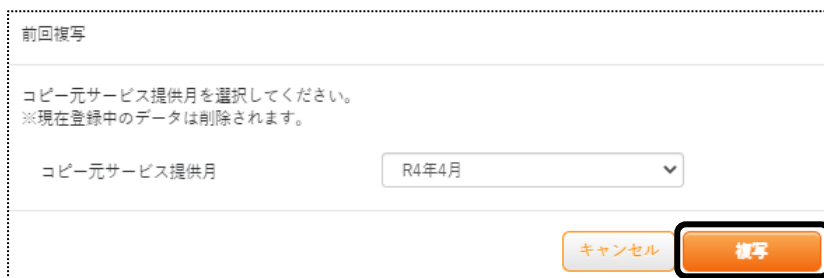 前回複写
コピー元サービス提供月を選択してください。
※現在登録中のデータは削除されます。
コピー元サービス提供月 R4年4月
キャンセル 複写